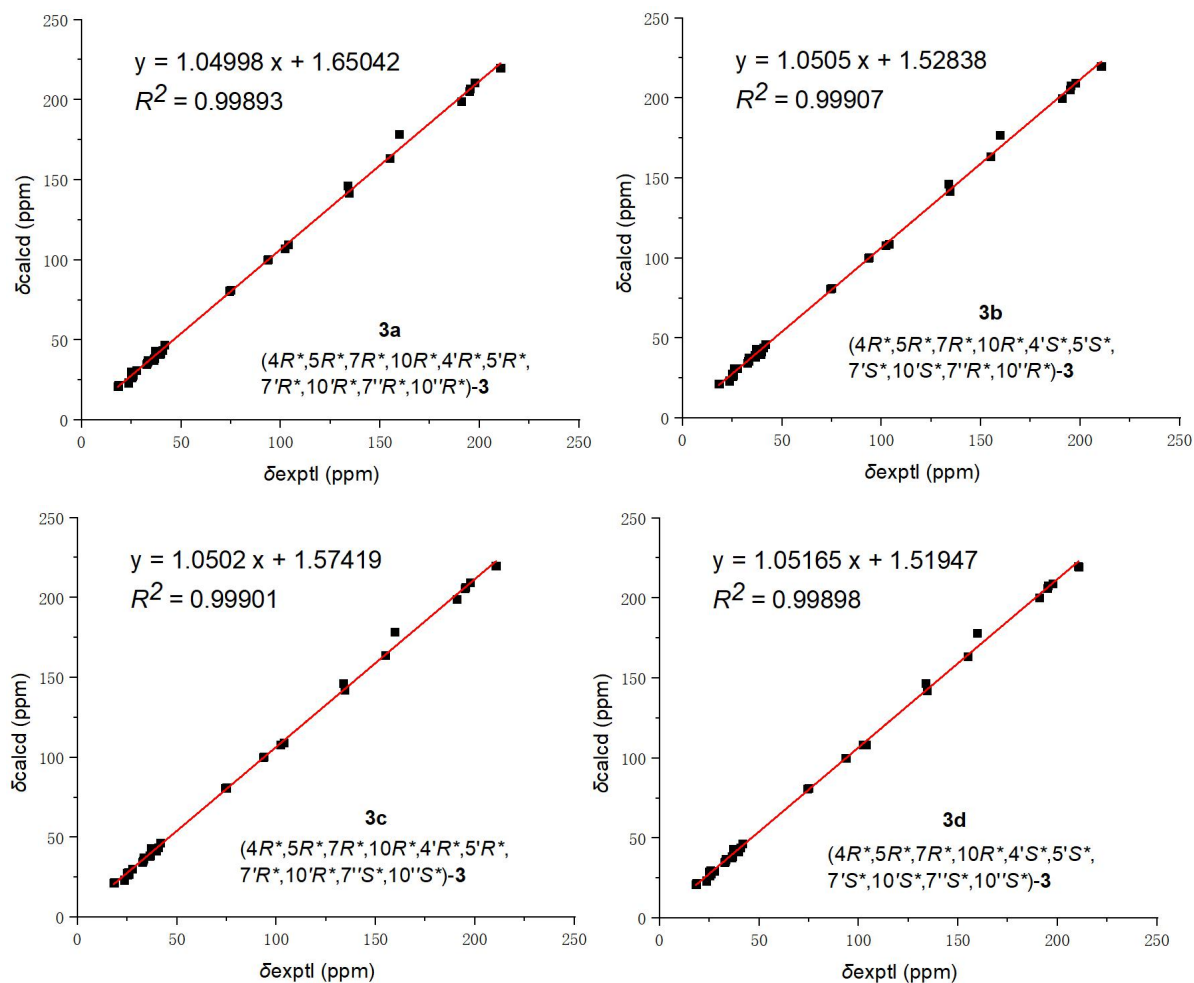 y = 1.04998 x + 1.65042
R² = 0.99893
3a
(4R*,5R*,7R*,10R*,4'R*,5'R*,
7'R*,10'R*,7''R*,10''R*)-3
250
200
150
100
50
0
0 50 100 150 200 250
δcalcd (ppm)
δexptl (ppm)
y = 1.0505 x + 1.52838
R² = 0.99907
3b
(4R*,5R*,7R*,10R*,4'S*,5'S*,
7'S*,10'S*,7''R*,10''R*)-3
250
200
150
100
50
0
0 50 100 150 200 250
δcalcd (ppm)
δexptl (ppm)
y = 1.0502 x + 1.57419
R² = 0.99901
3c
(4R*,5R*,7R*,10R*,4'R*,5'R*,
7'R*,10'R*,7''S*,10''S*)-3
250
200
150
100
50
0
0 50 100 150 200 250
δcalcd (ppm)
δexptl (ppm)
y = 1.05165 x + 1.51947
R² = 0.99898
3d
(4R*,5R*,7R*,10R*,4'S*,5'S*,
7'S*,10'S*,7''S*,10''S*)-3
250
200
150
100
50
0
0 50 100 150 200 250
δcalcd (ppm)
δexptl (ppm)